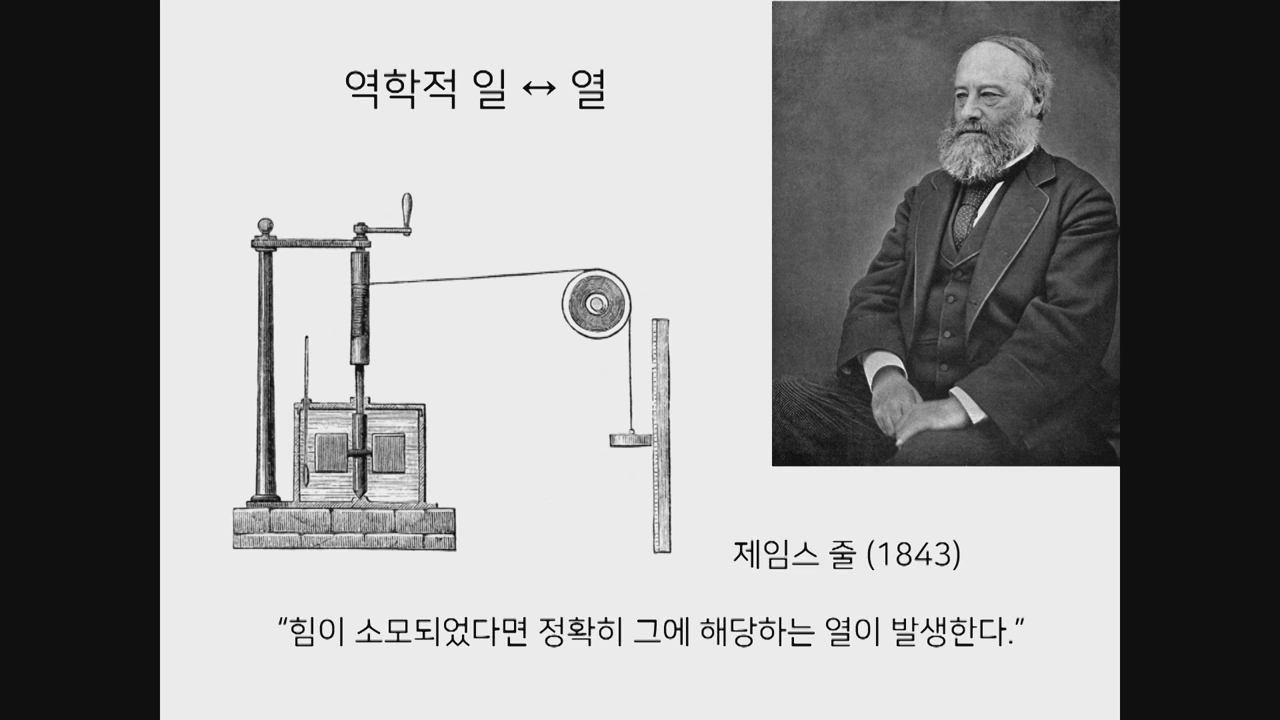 역학적 일 ↔ 열
제임스 줄 (1843)
“힘이 소모되었다면 정확히 그에 해당하는 열이 발생한다.”